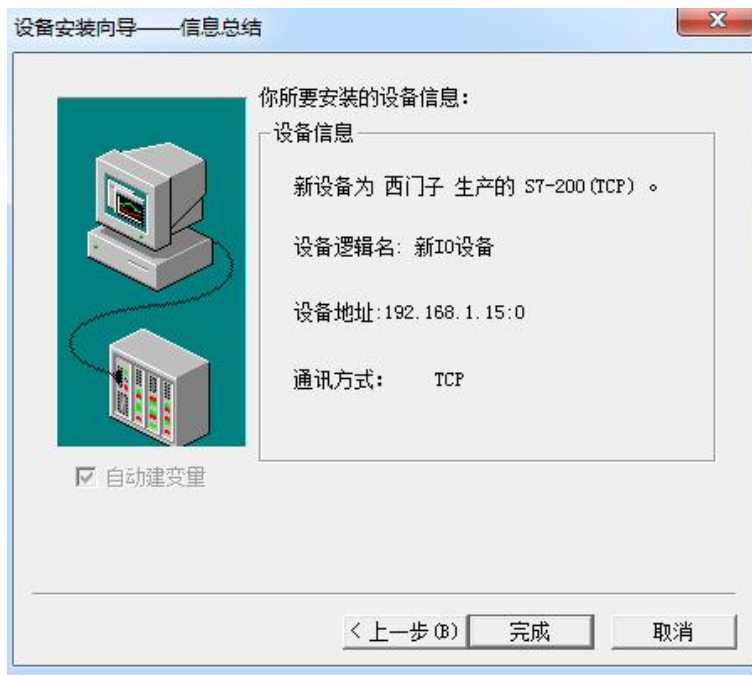 设备安装向导——信息总结
你所要安装的设备信息：
设备信息
新设备为 西门子 生产的 S7-200(TCP) 。
设备逻辑名: 新IO设备
设备地址:192.168.1.15:0
通讯方式： TCP
自动建变量
< 上一步(B)
完成
取消